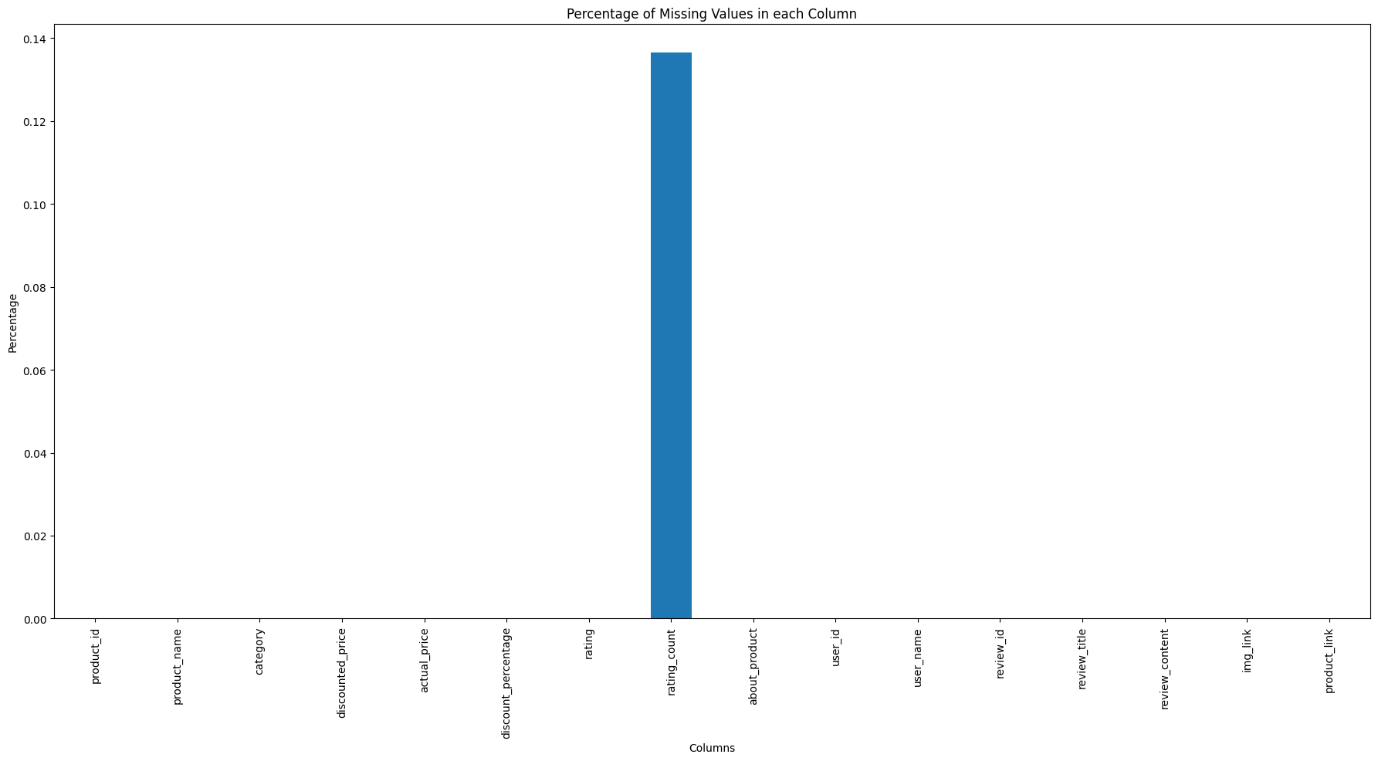 Percentage of Missing Values in each Column
0.14
0.12
0.10
0.08
0.06
0.04
0.02
0.00
Percentage
product_id
product_name
category
discounted_price
actual_price
discount_percentage
rating
rating_count
about_product
user_id
user_name
review_id
review_title
review_content
img_link
product_link
Columns